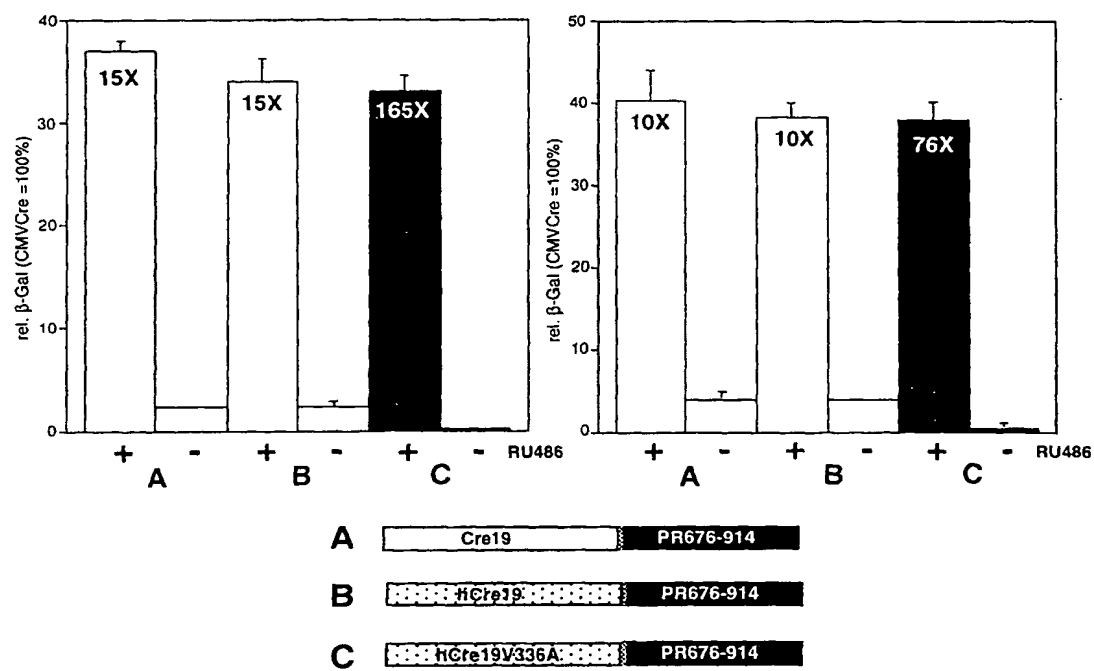 rel. β-Gal (CMVCre =100%)
40
30
20
10
0
15X
15X
165X
+ - + - + - RU486
A B C
rel. β-Gal (CMVCre =100%)
50
40
30
20
10
0
10X
10X
76X
+ - + - + - RU486
A B C
A Cre19 PR676-914
B hCre19 PR676-914
C hCre19V336A PR676-914